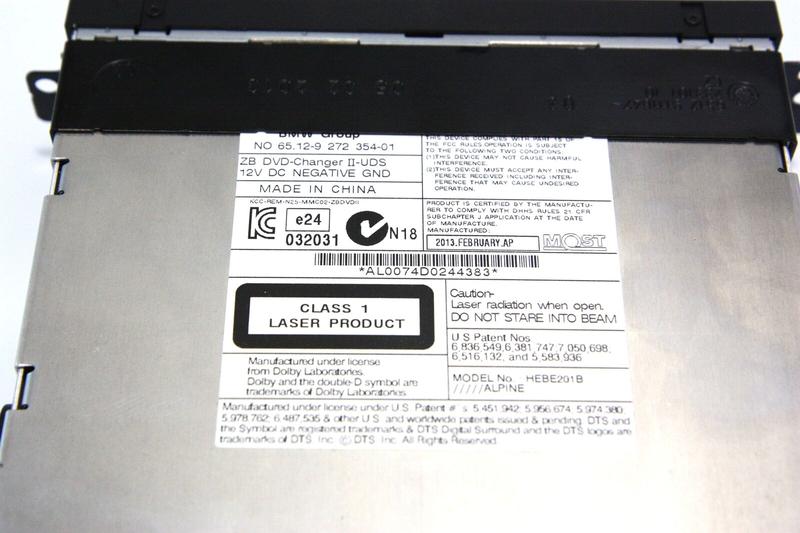 BMW Group
NO 65.12-9 272 354-01
ZB DVD-Changer II-UDS
12V DC NEGATIVE GND
MADE IN CHINA
KCC-REM-N25-MMC02-ZBDVDII
e24
032031
N18
THIS DEVICE COMPLIES WITH PART 15 OF
THE FCC RULES.OPERATION IS SUBJECT
TO THE FOLLOWING TWO CONDITIONS:
(1)THIS DEVICE MAY NOT CAUSE HARMFUL
INTERFERENCE.
(2)THIS DEVICE MUST ACCEPT ANY INTER-
FERENCE RECEIVED INCLUDING INTER-
FERENCE THAT MAY CAUSE UNDESIRED
OPERATION.
PRODUCT IS CERTIFIED BY THE MANUFACTU-
RER TO COMPLY WITH DHHS RULES 21 CFR
SUBCHAPTER J APPLICATION AT THE DATE
OF MANUFACTURE.
MANUFACTURED:
2013.FEBRUARY.AP
MOST
*AL0074D0244383*
CLASS 1
LASER PRODUCT
Caution-
Laser radiation when open.
DO NOT STARE INTO BEAM
U S Patent Nos.
6,836,549,6,381,747,7,050,698,
6,516,132, and 5,583,936
Manufactured under license
from Dolby Laboratories.
Dolby and the double-D symbol are
trademarks of Dolby Laboratories.
MODEL No. HEBE201B
/////ALPINE
Manufactured under license under U.S. Patent # s 5,451,942; 5,956,674; 5,974,380;
5,978,762; 6,487,535 & other U.S. and worldwide patents issued & pending. DTS and
the Symbol are registered trademarks & DTS Digital Surround and the DTS logos are
trademarks of DTS, Inc. © DTS, Inc. All Rights Reserved.